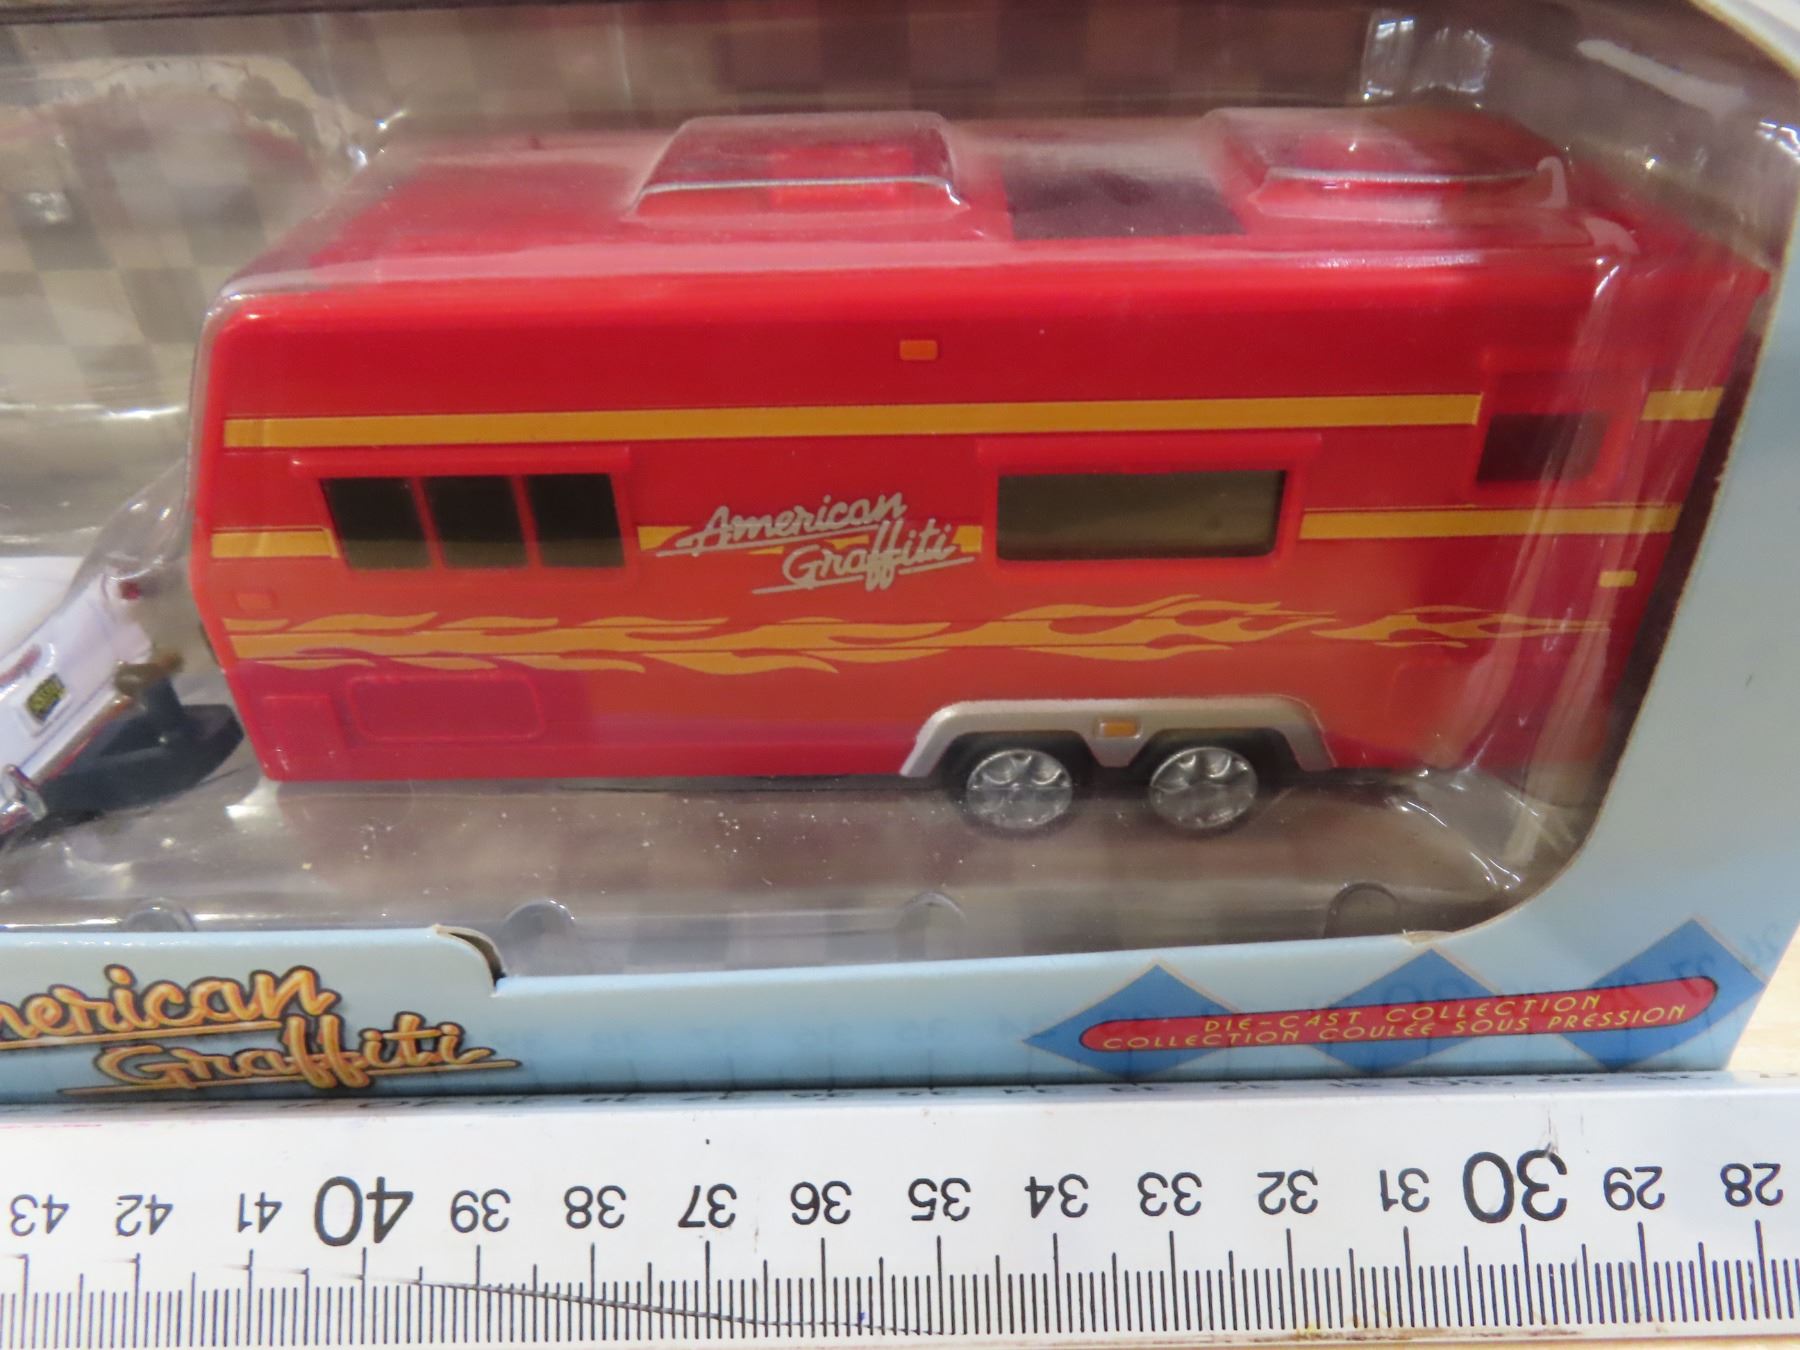 American
Graffiti
merican
Graffiti
DIE-CAST COLLECTION
COLLECTION COULÉE SOUS PRESSION
43 42 41 40 39 38 37 36 35 34 33 32 31 30 29 28